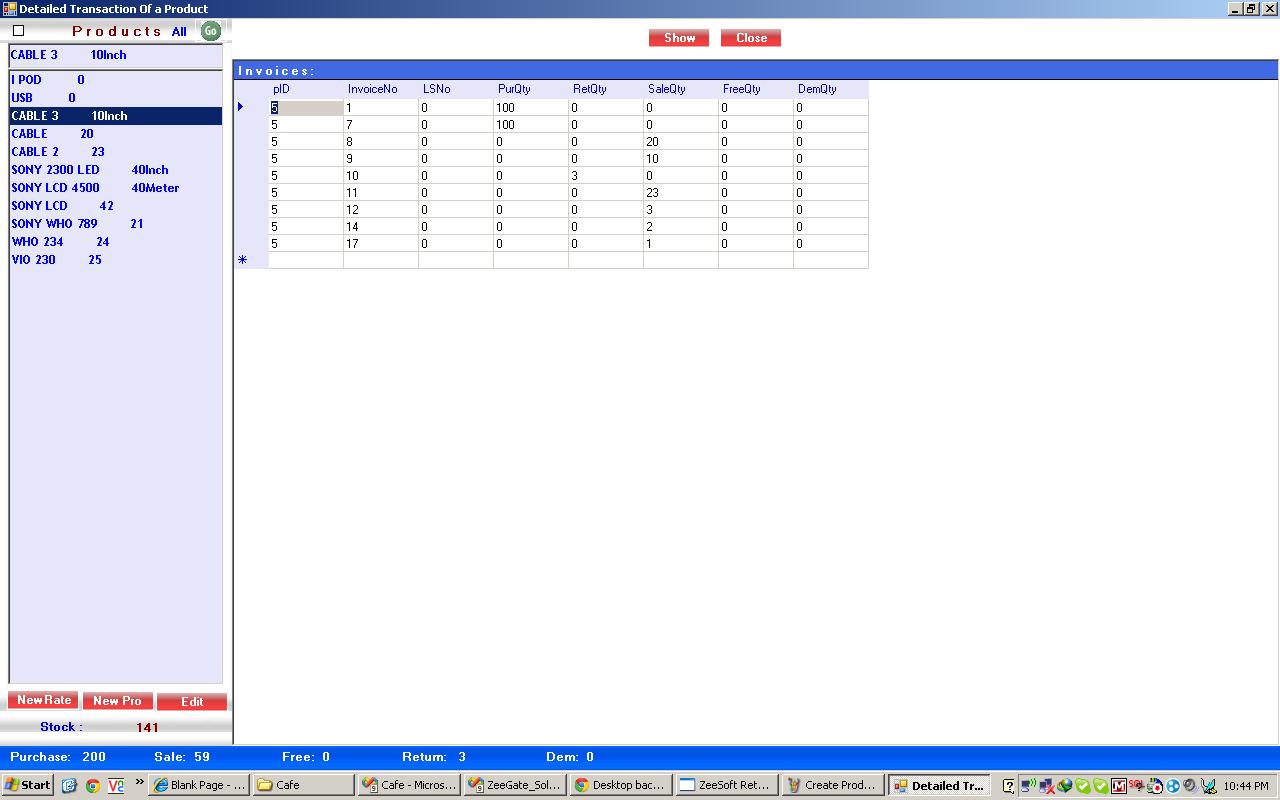 Detailed Transaction Of a Product
Products All Go
Show Close
CABLE 3 10Inch
Invoices:
I POD 0
USB 0
CABLE 3 10Inch
CABLE 20
CABLE 2 23
SONY 2300 LED 40Inch
SONY LCD 4500 40Meter
SONY LCD 42
SONY WHO 789 21
WHO 234 24
VIO 230 25
pID InvoiceNo LSNo PurQty RetQty SaleQty FreeQty DemQty
5 1 0 100 0 0 0 0
5 7 0 100 0 0 0 0
5 8 0 0 0 20 0 0
5 9 0 0 0 10 0 0
5 10 0 0 3 0 0 0
5 11 0 0 0 23 0 0
5 12 0 0 0 3 0 0
5 14 0 0 0 2 0 0
5 17 0 0 0 1 0 0
New Rate New Pro Edit
Stock : 141
Purchase: 200 Sale: 59 Free: 0 Return: 3 Dem: 0
Start Blank Page - ... Cafe Cafe - Micros... ZeeGate_Sol... Desktop bac... ZeeSoft Ret... Create Prod... Detailed Tr... 10:44 PM